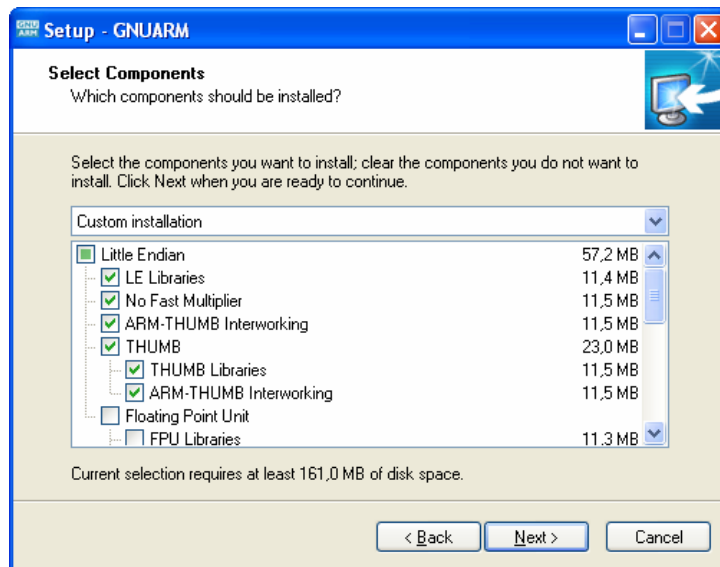 GNU ARM Setup - GNUARM
Select Components
Which components should be installed?
Select the components you want to install; clear the components you do not want to
install. Click Next when you are ready to continue.
Custom installation
Little Endian 57,2 MB
LE Libraries 11,4 MB
No Fast Multiplier 11,5 MB
ARM-THUMB Interworking 11,5 MB
THUMB 23,0 MB
THUMB Libraries 11,5 MB
ARM-THUMB Interworking 11,5 MB
Floating Point Unit
FPU Libraries 11.3 MB
Current selection requires at least 161,0 MB of disk space.
< Back Next > Cancel